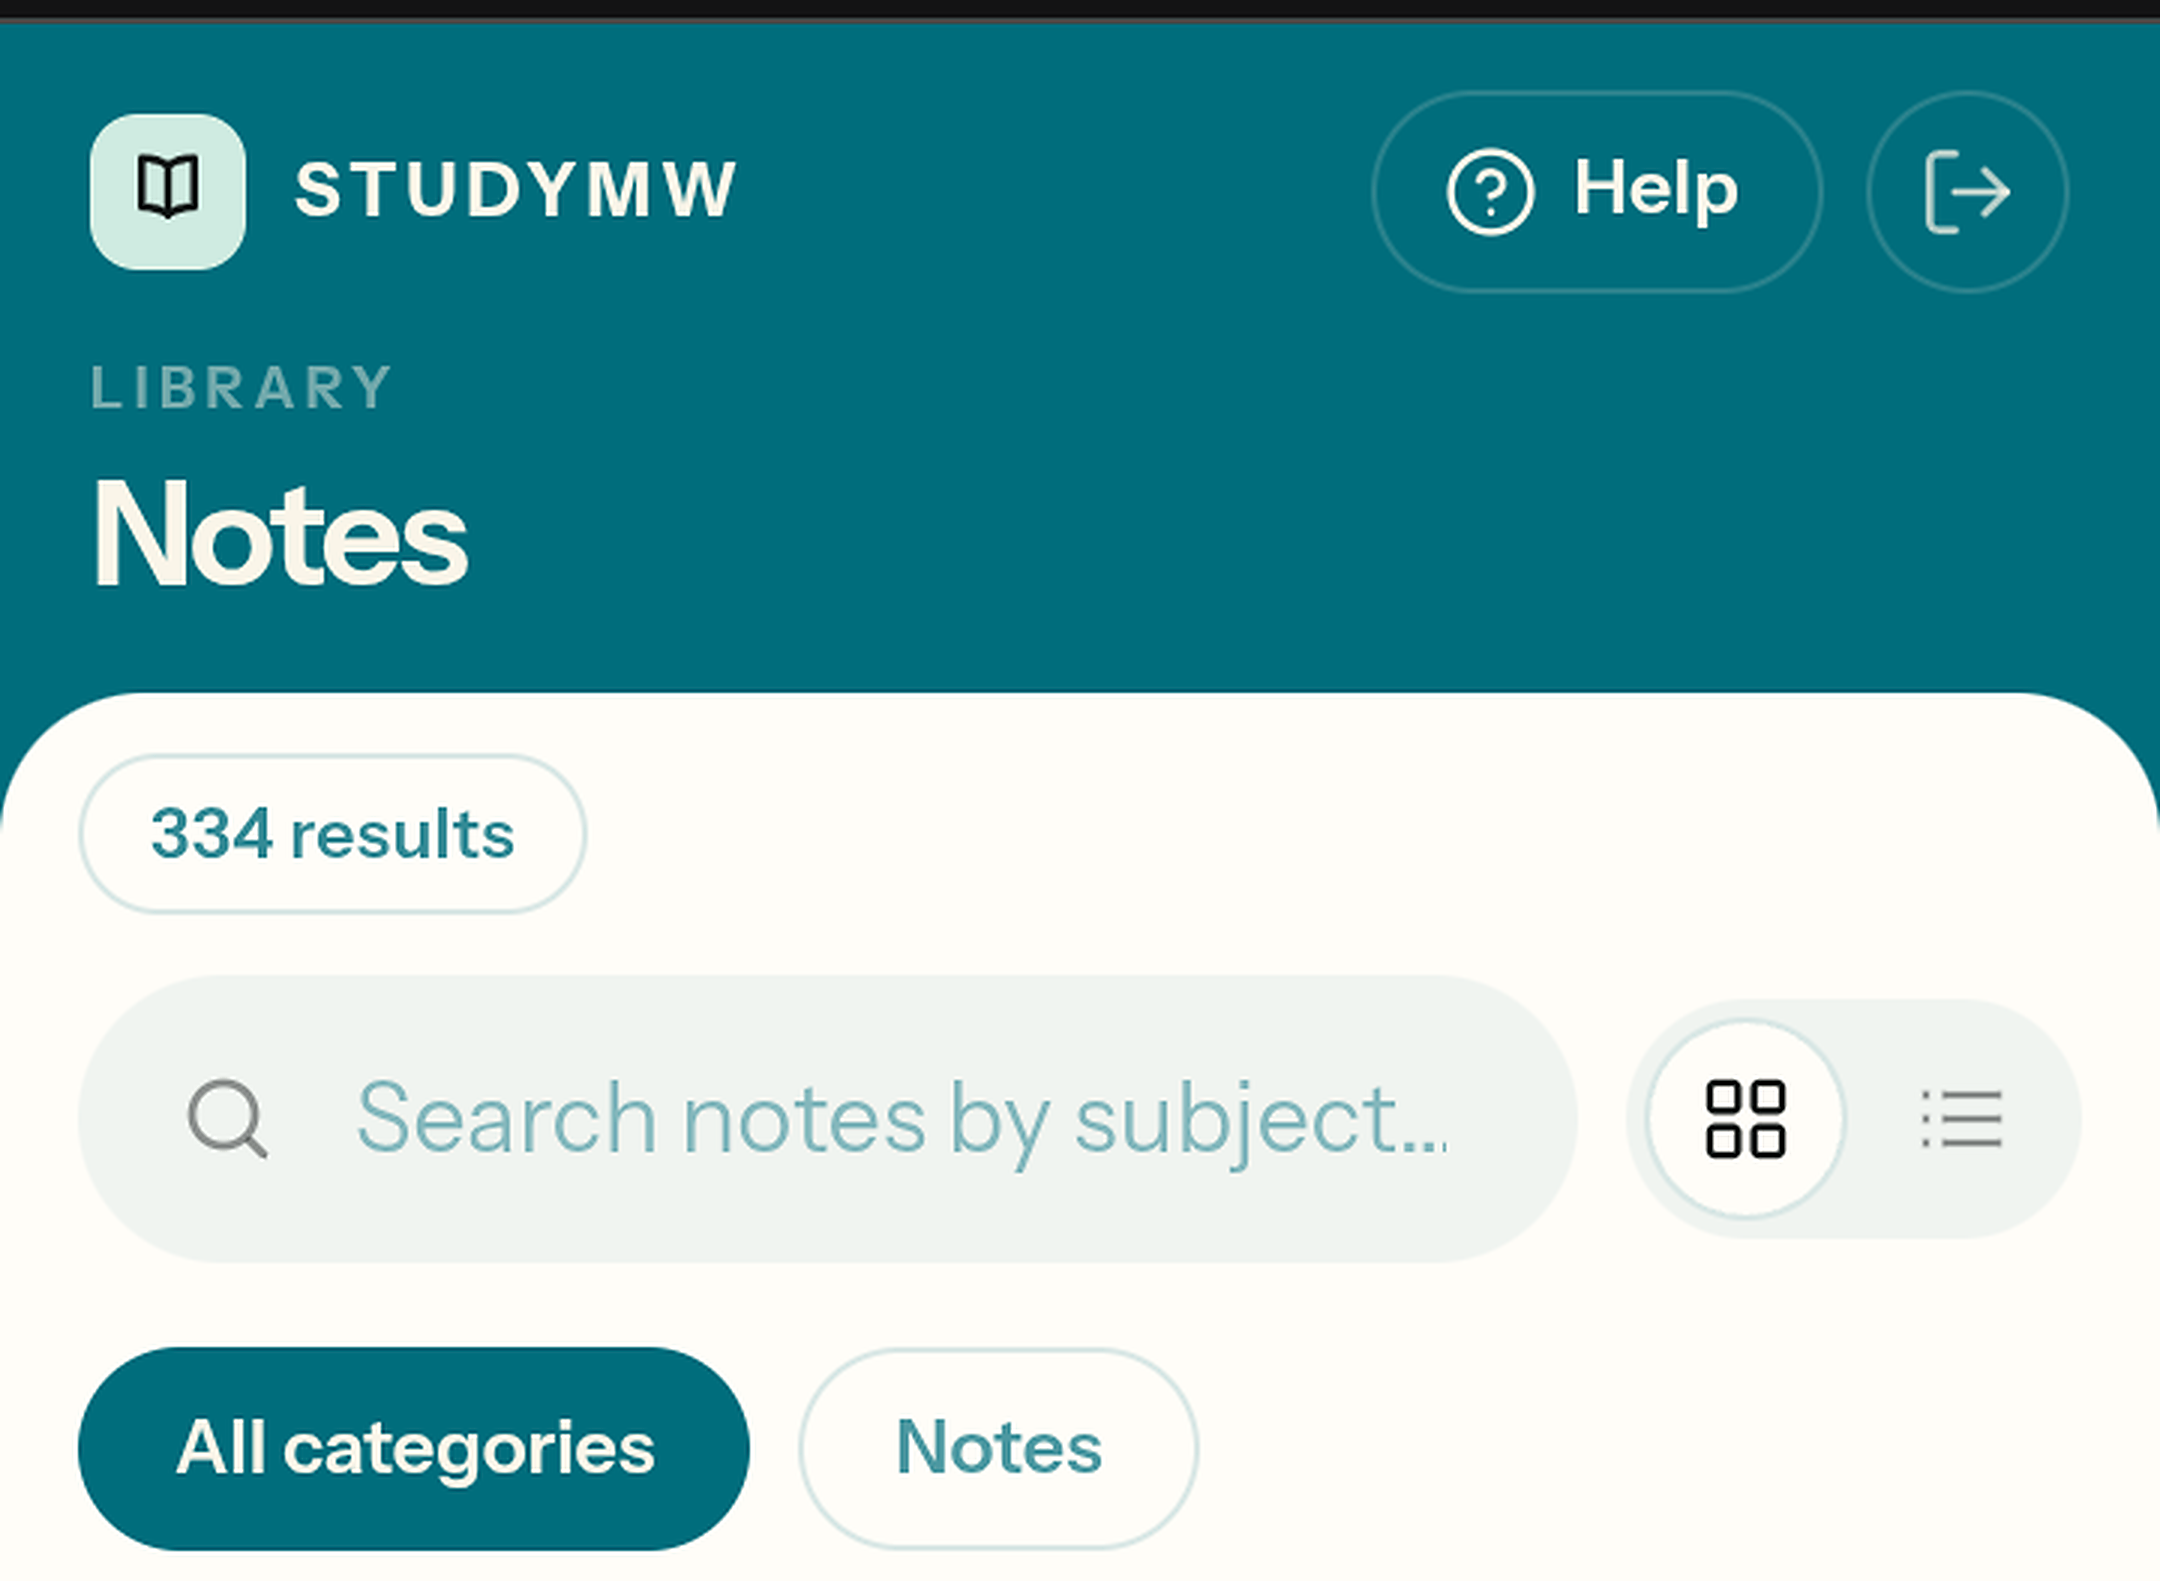 STUDYMW
Help
LIBRARY
Notes
334 results
Search notes by subject...
All categories
Notes